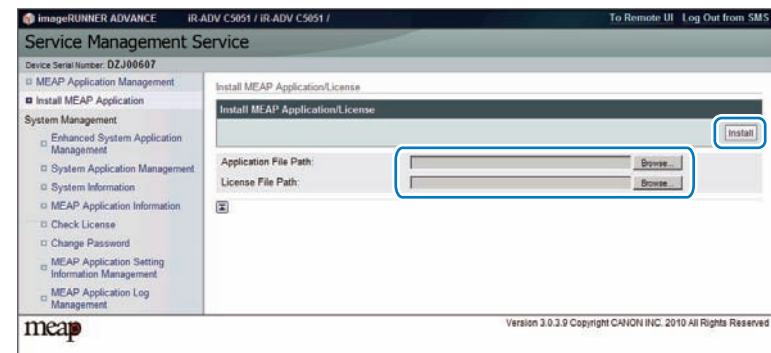 imageRUNNER ADVANCE iR-ADV C5051 / iR-ADV C5051 / To Remote UI Log Out from SMS
Service Management Service
Device Serial Number: DZJ00607
MEAP Application Management
Install MEAP Application
System Management
Enhanced System Application
Management
System Application Management
System Information
MEAP Application Information
Check License
Change Password
MEAP Application Setting
Information Management
MEAP Application Log
Management
Install MEAP Application/License
Install MEAP Application/License
Install
Application File Path: Browse...
License File Path: Browse...
meap
Version 3.0.3.9 Copyright CANON INC. 2010 All Rights Reserved